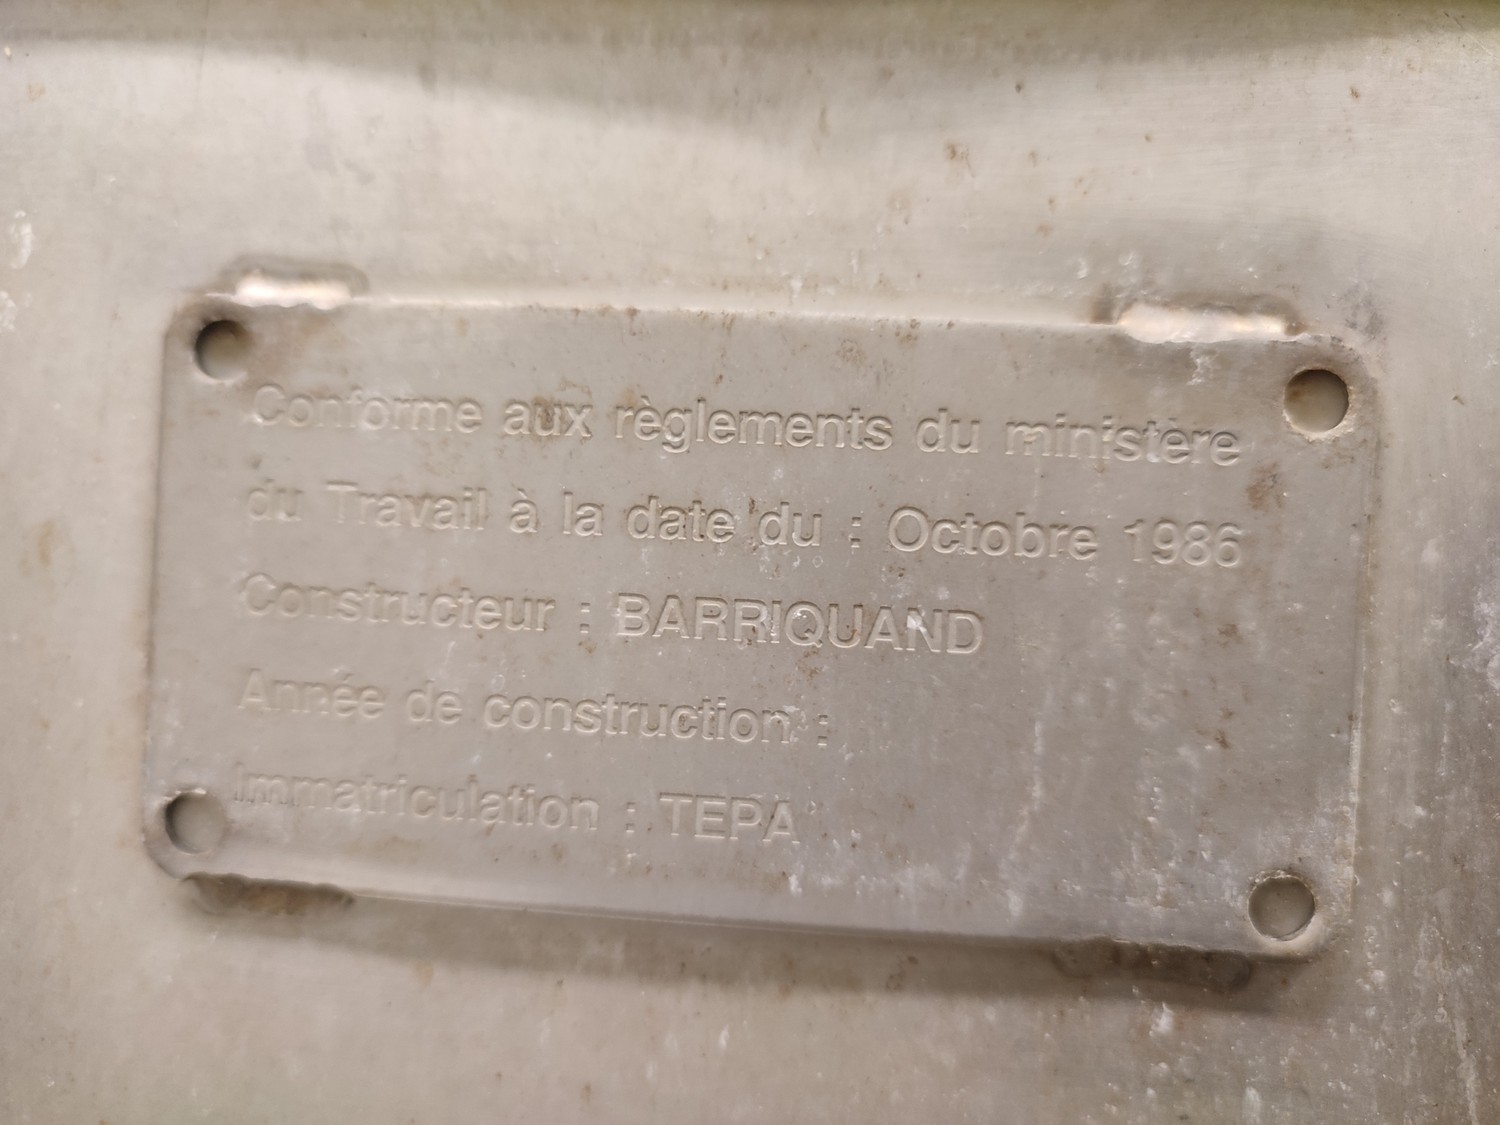 Conforme aux règlements du ministère
du Travail à la date du : Octobre 1986
Constructeur : BARRIQUAND
Année de construction :
Immatriculation : TEPA